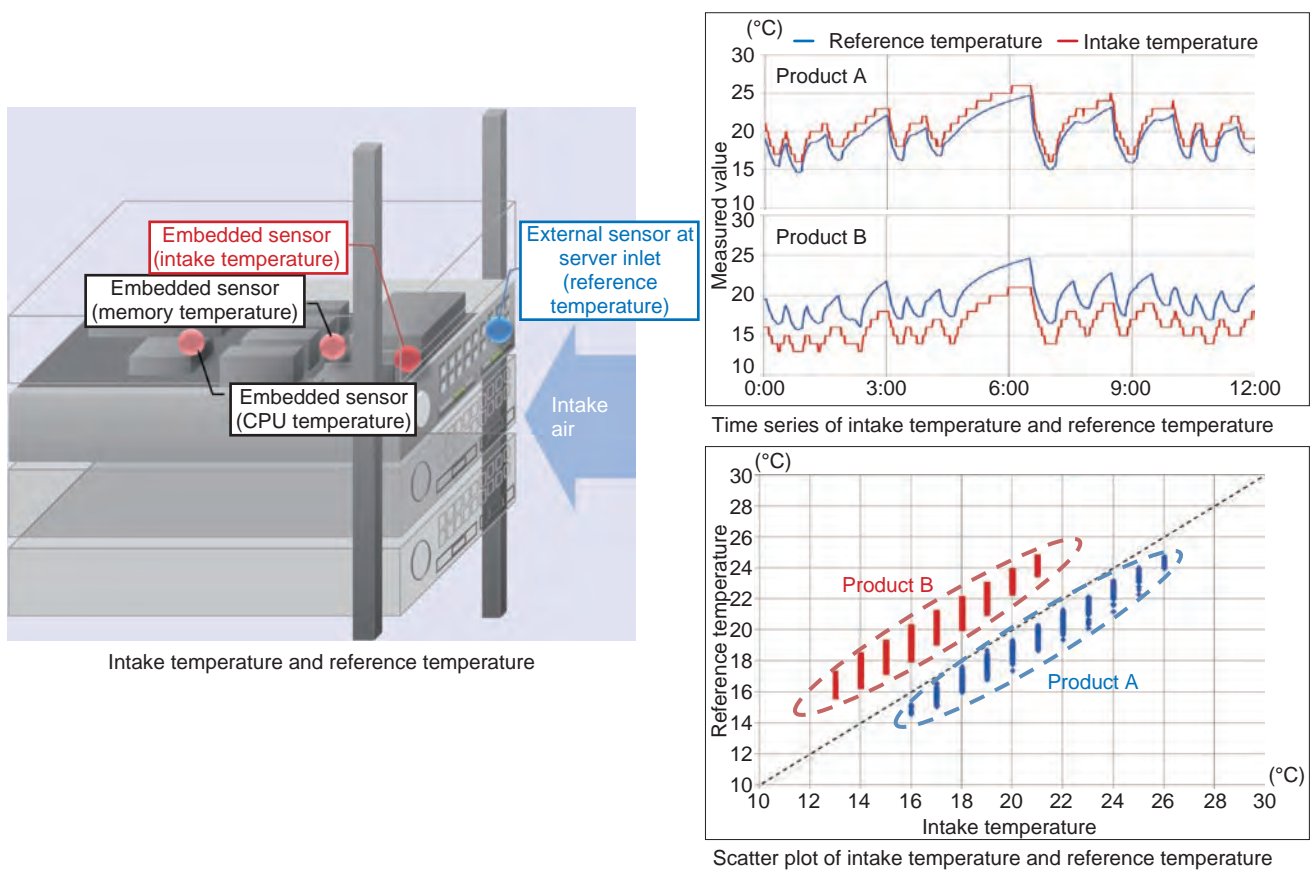 Embedded sensor
(intake temperature)
Embedded sensor
(memory temperature)
Embedded sensor
(CPU temperature)
External sensor at
server inlet
(reference
temperature)
Intake
air
Intake temperature and reference temperature
(°C)
Reference temperature
Intake temperature
Measured value
30
25
20
15
10
Product A
30
25
20
15
10
Product B
0:00 3:00 6:00 9:00 12:00
Time series of intake temperature and reference temperature
(°C)
Reference temperature
30
28
26
24
22
20
18
16
14
12
10
Product B
Product A
(°C)
10 12 14 16 18 20 22 24 26 28 30
Intake temperature
Scatter plot of intake temperature and reference temperature